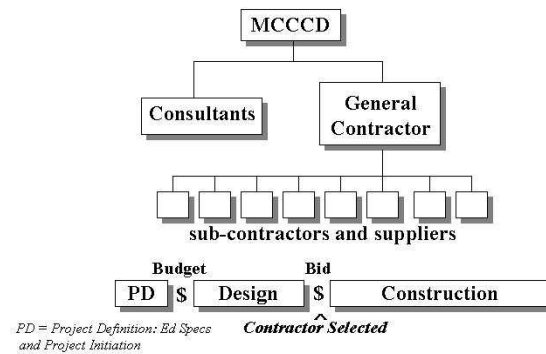 MCCCD
Consultants
General
Contractor
sub-contractors and suppliers
Budget
Bid
PD $ Design $ Construction
PD = Project Definition: Ed Specs
and Project Initiation
Contractor Selected